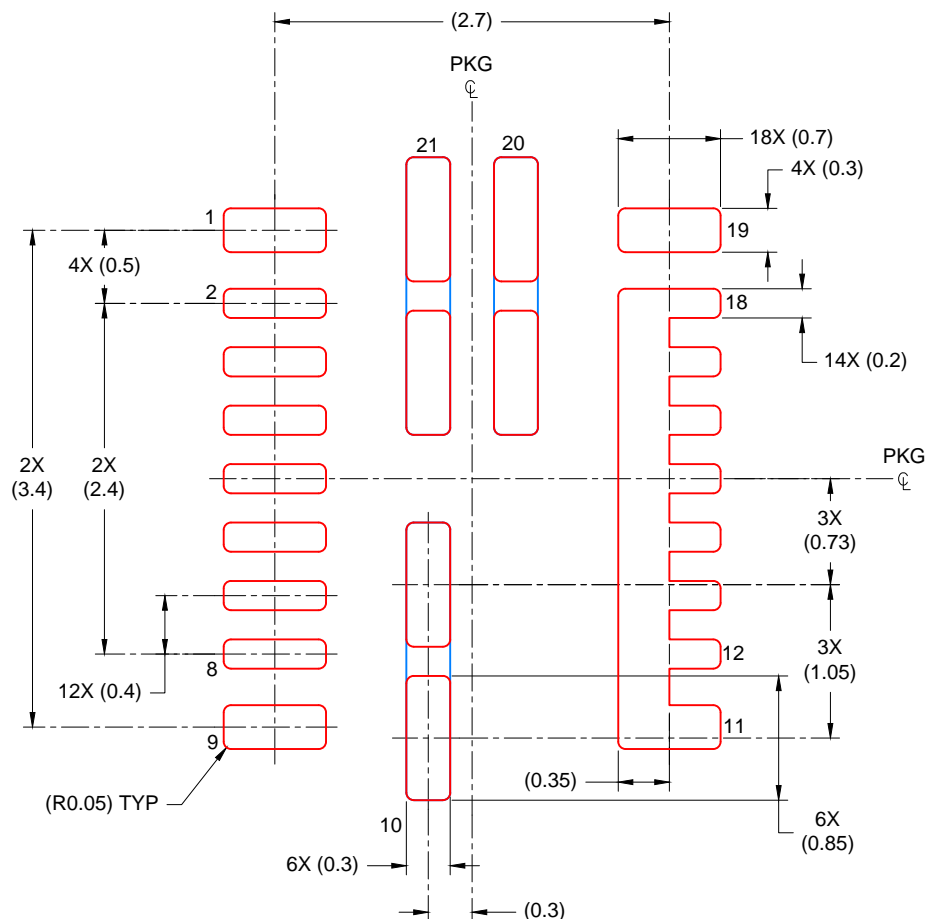 (2.7)
PKG
℄
21
20
18X (0.7)
4X (0.3)
1
19
4X (0.5)
2
18
14X (0.2)
2X
(3.4)
2X
(2.4)
PKG
℄
3X
(0.73)
12
3X
(1.05)
8
12X (0.4)
9
11
(R0.05) TYP
(0.35)
10
6X
(0.85)
6X (0.3)
(0.3)